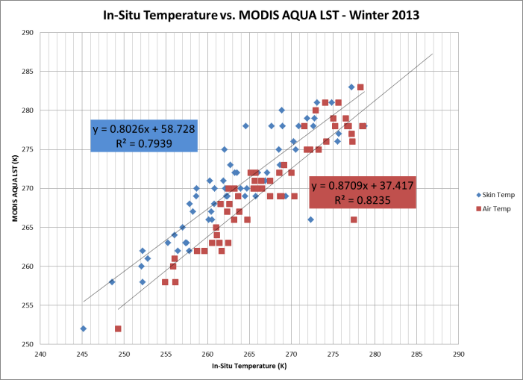 In-Situ Temperature vs. MODIS AQUA LST - Winter 2013
290
285
280
275
270
265
260
255
250
MODIS AQUA LST (K)
y = 0.8026x + 58.728
R² = 0.7939
y = 0.8709x + 37.417
R² = 0.8235
Skin Temp
Air Temp
240 245 250 255 260 265 270 275 280 285 290
In-Situ Temperature (K)